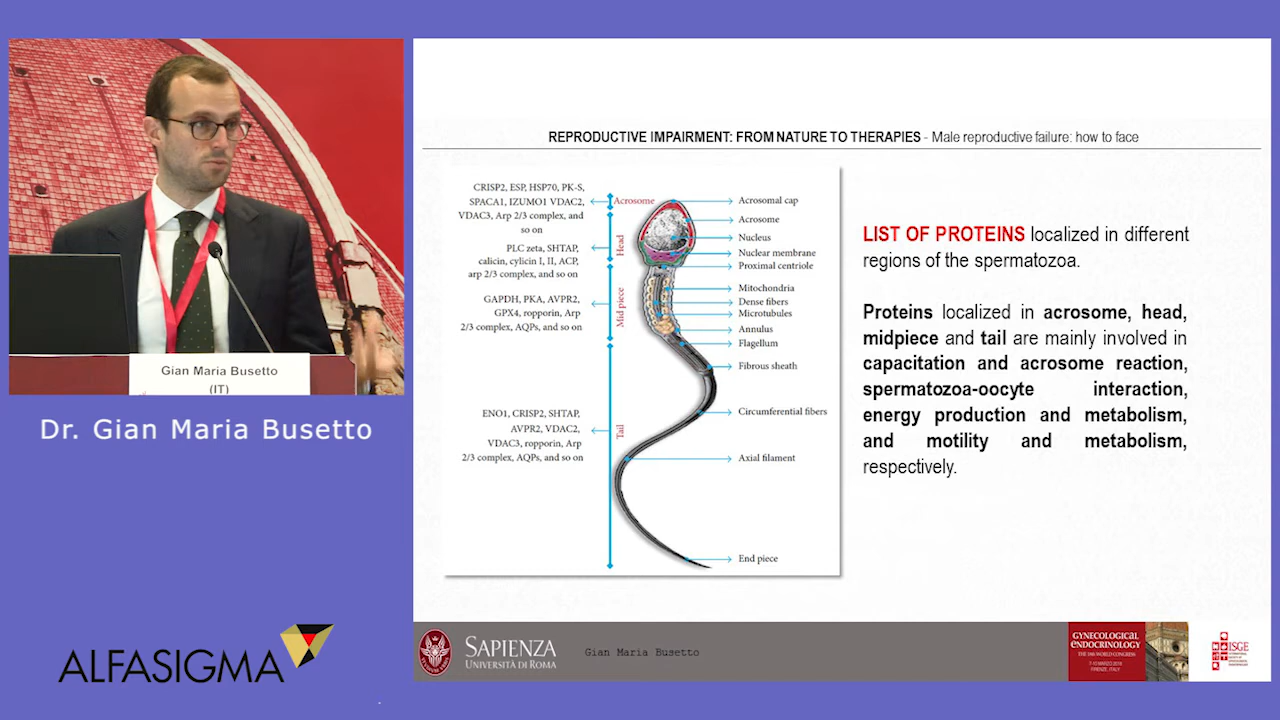 Gian Maria Busetto
(IT)
Dr. Gian Maria Busetto
ALFASIGMA
REPRODUCTIVE IMPAIRMENT: FROM NATURE TO THERAPIES - Male reproductive failure: how to face
CRISP2, ESP, HSP70, PK-S,
SPACA1, IZUMO1 VDAC2,
VDAC3, Arp 2/3 complex, and
so on
PLC zeta, SHTAP,
calicin, cylicin I, II, ACP,
arp 2/3 complex, and so on
GAPDH, PKA, AVPR2,
GPX4, ropporin, Arp
2/3 complex, AQPs, and so on
ENO1, CRISP2, SHTAP,
AVPR2, VDAC2,
VDAC3, ropporin, Arp
2/3 complex, AQPs, and so on
Acrosome
Head
Mid piece
Tail
Acrosomal cap
Acrosome
Nucleus
Nuclear membrane
Proximal centriole
Mitochondria
Dense fibers
Microtubules
Annulus
Flagellum
Fibrous sheath
Circumferential fibers
Axial filament
End piece
LIST OF PROTEINS localized in different
regions of the spermatozoa.
Proteins localized in acrosome, head,
midpiece and tail are mainly involved in
capacitation and acrosome reaction,
spermatozoa-oocyte interaction,
energy production and metabolism,
and motility and metabolism,
respectively.
SAPIENZA
UNIVERSITÀ DI ROMA
Gian Maria Busetto
GYNECOLOGICAL
ENDOCRINOLOGY
FIRENZE, ITALY
ISGE